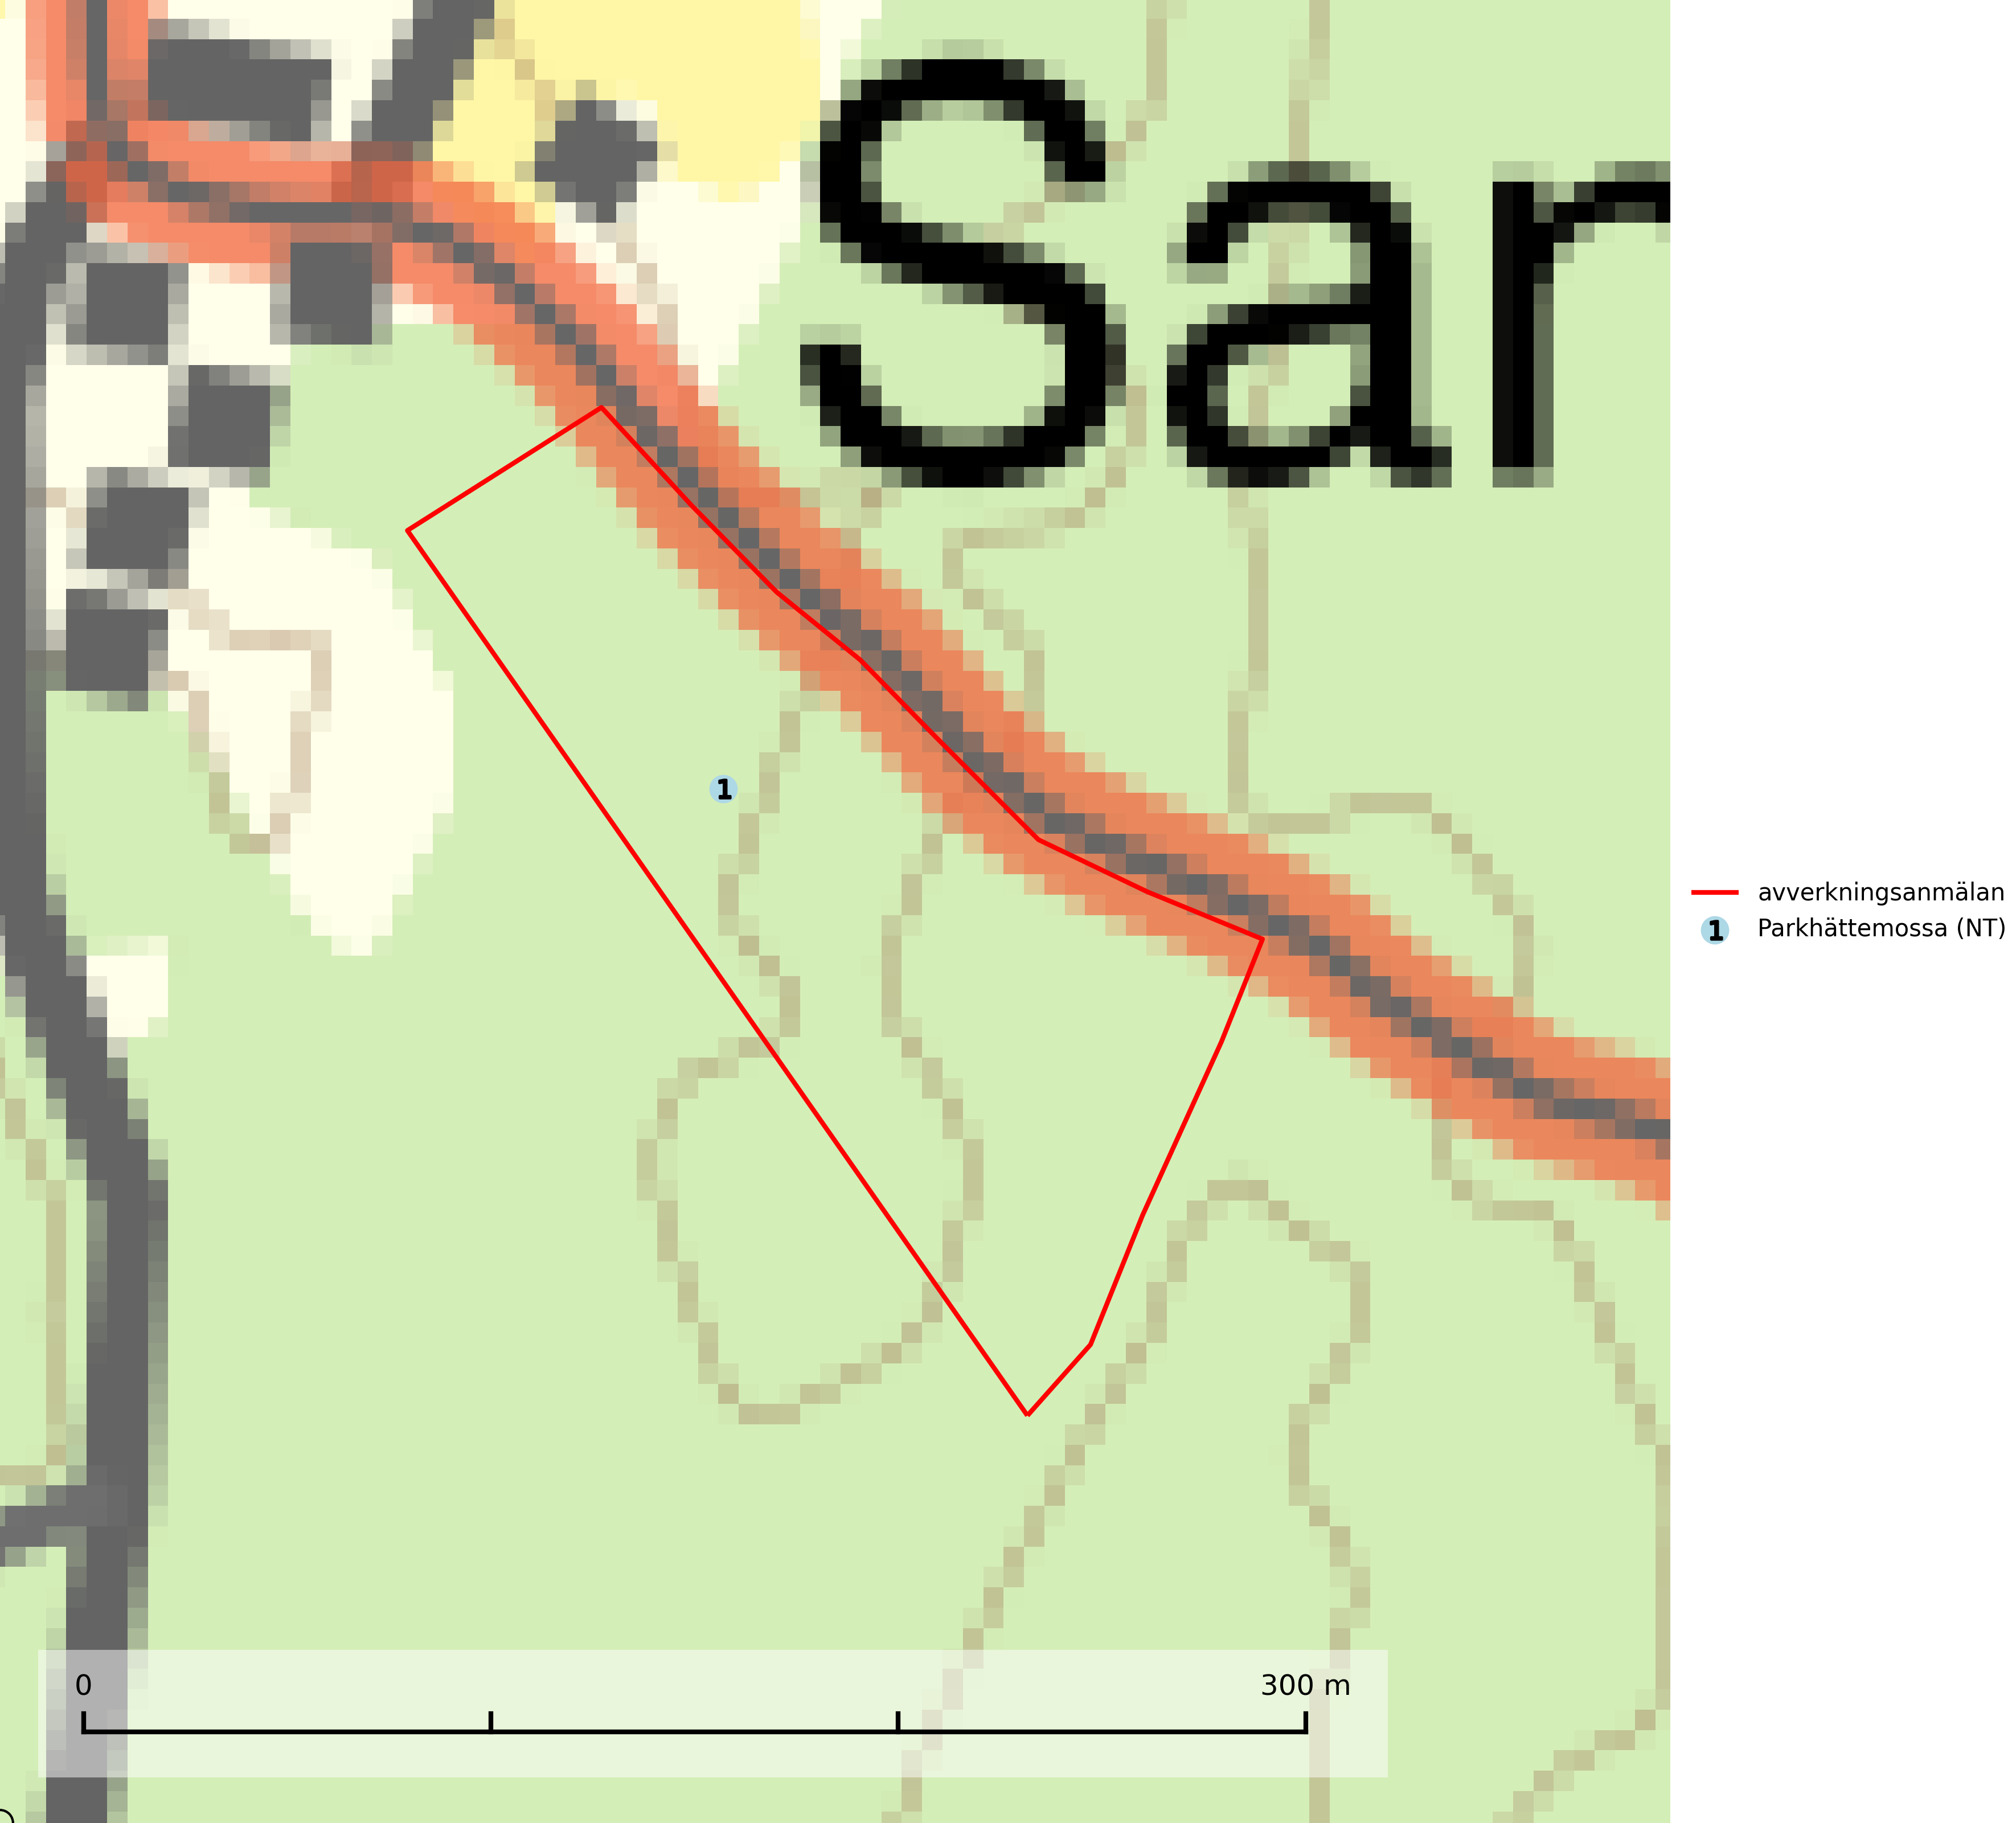 Sar
1
avverkningsanmälan
1 Parkhättemossa (NT)
0 300 m